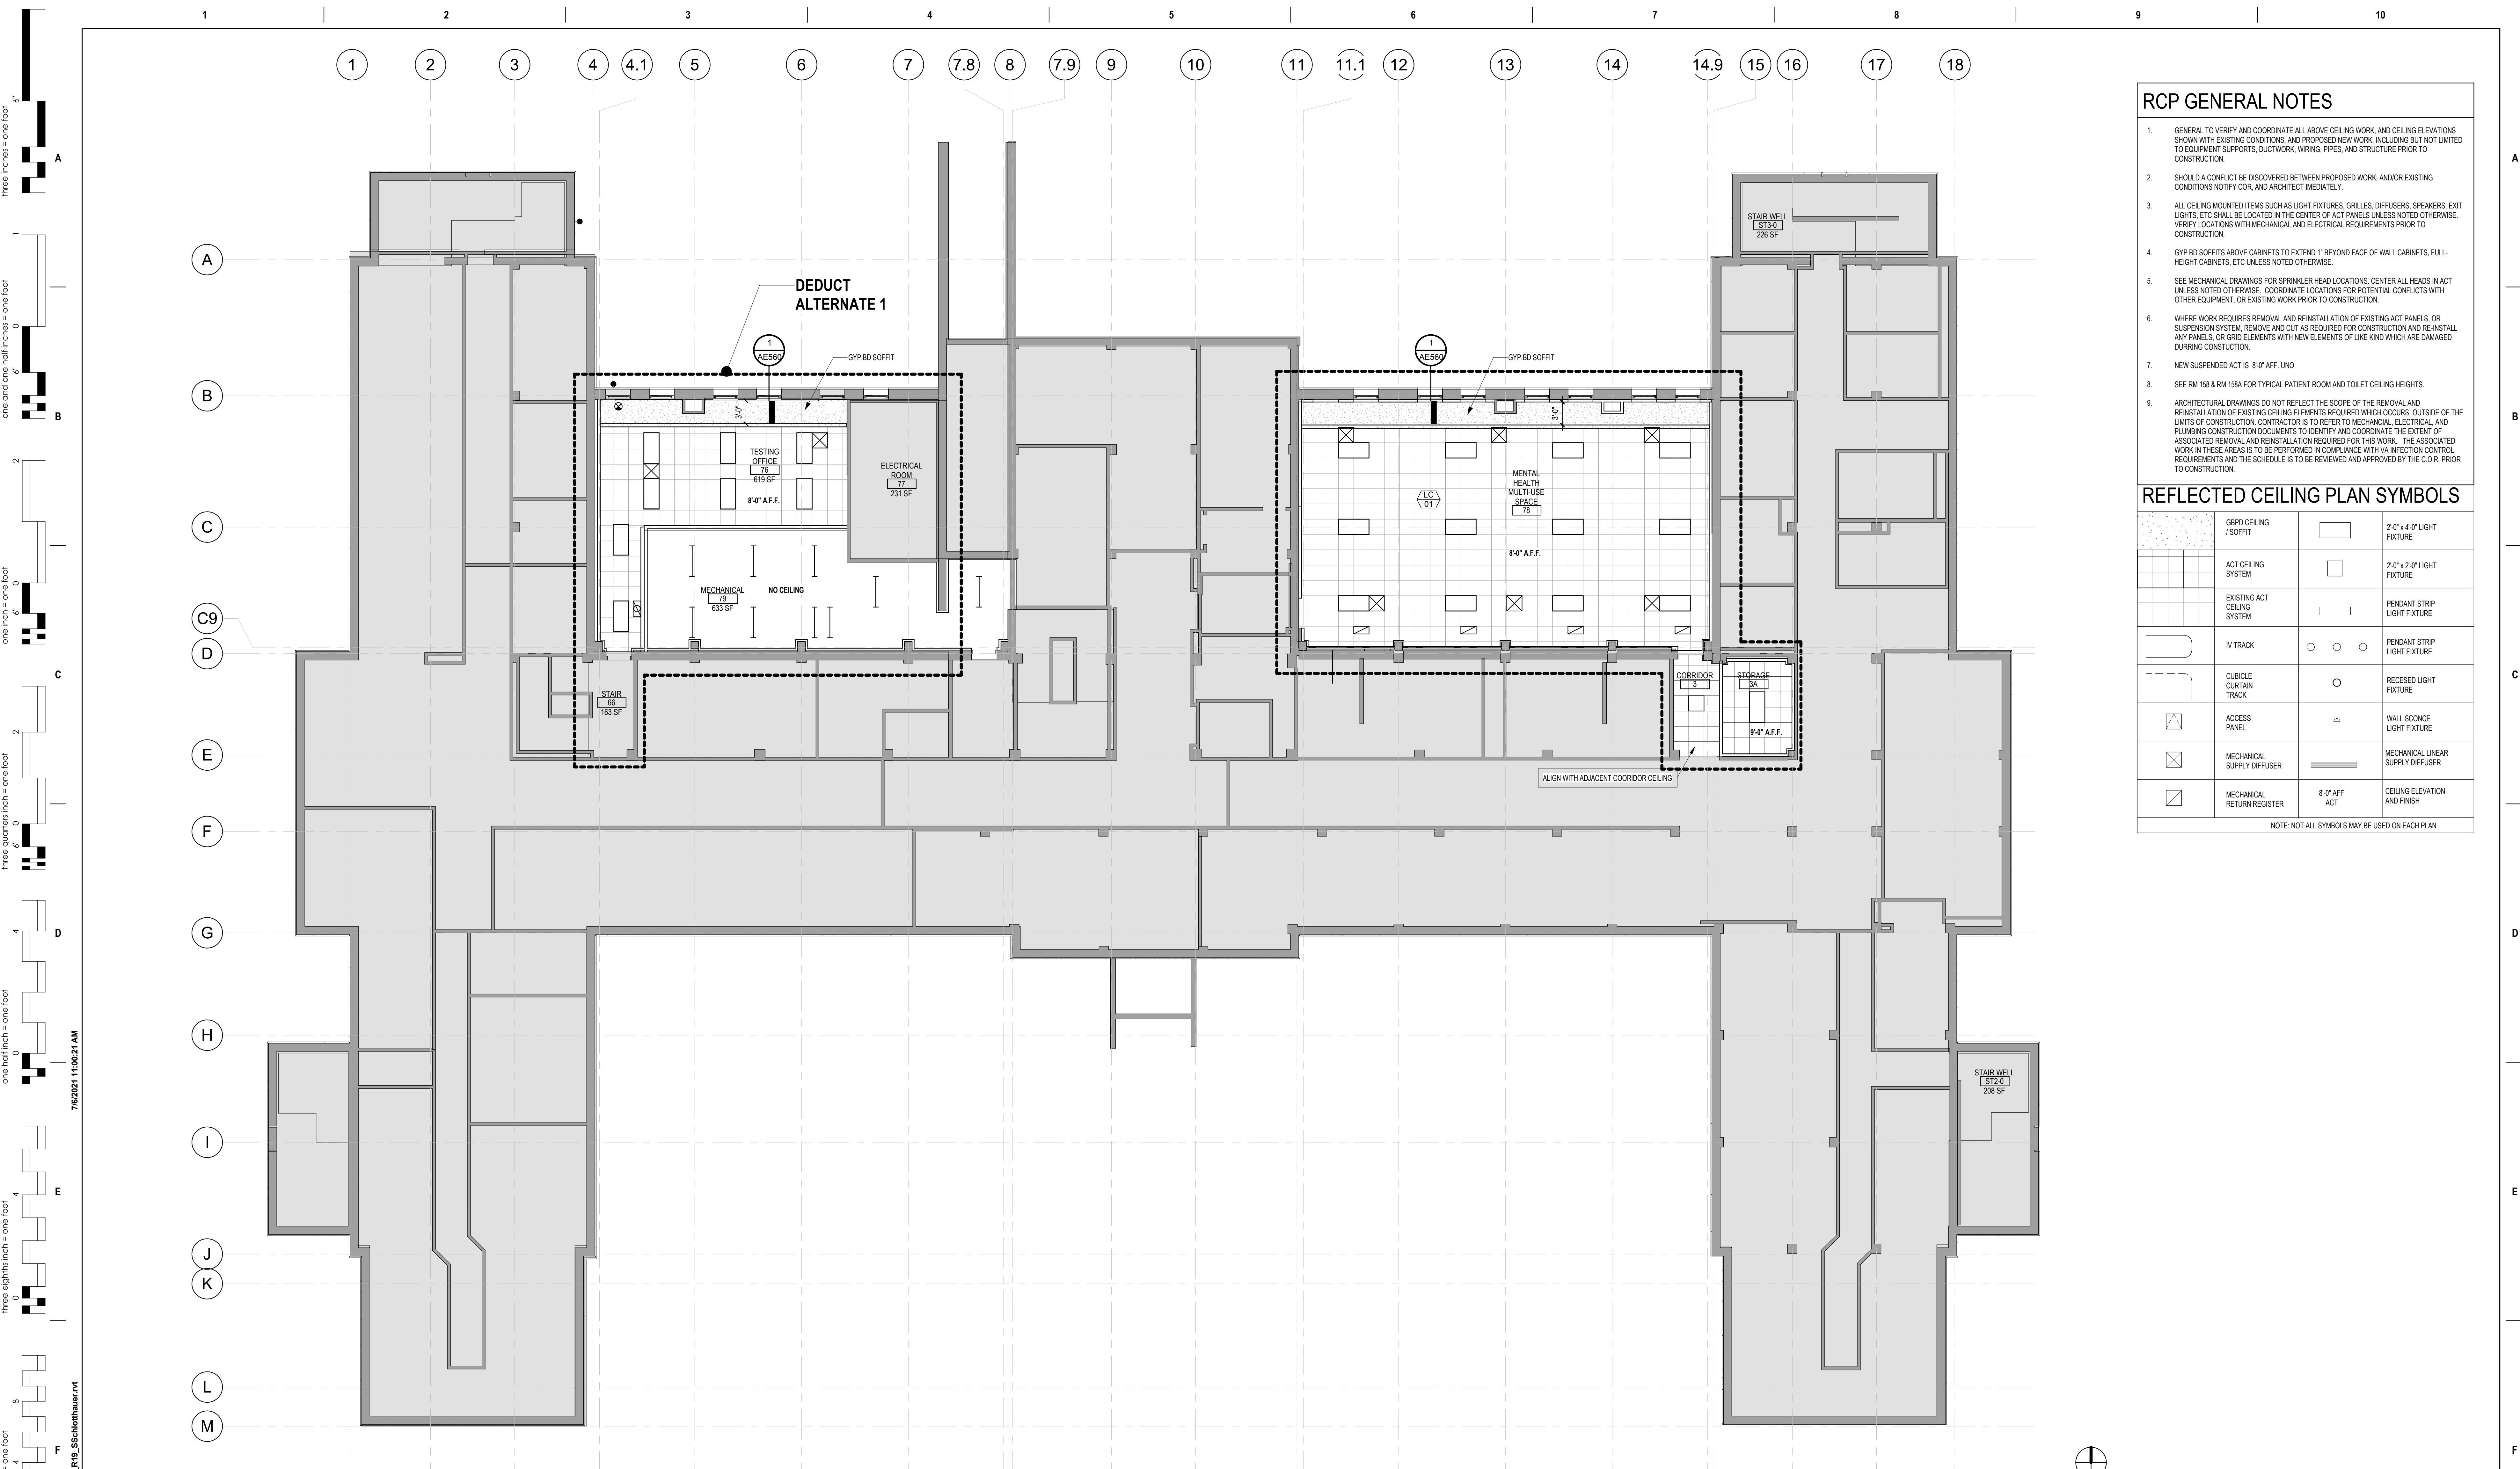 1 2 3 4 5 6 7 8 9 10
1 2 3 4 4.1 5 6 7 7.8 8 7.9 9 10 11 11.1 12 13 14 14.9 15 16 17 18
A
B
C
C9
D
E
F
G
H
I
J
K
L
M
A
B
C
D
E
F
A
B
C
D
E
F
three inches = one foot
6"
one and one half inches = one foot
1
0
6"
one inch = one foot
2
0
6"
three quarters inch = one foot
2
0
6"
one half inch = one foot
4
0
three eighths inch = one foot
4
0
= one foot
8
4
7/6/2021 11:00:21 AM
R19_SSchlotthauer.rvt
DEDUCT
ALTERNATE 1
1
AE560
GYP.BD SOFFIT
3'-0"
TESTING
OFFICE
76
619 SF
8'-0" A.F.F.
ELECTRICAL
ROOM
77
231 SF
MECHANICAL
79
633 SF
NO CEILING
STAIR
66
163 SF
1
AE560
GYP.BD SOFFIT
3'-0"
MENTAL
HEALTH
MULTI-USE
SPACE
78
LC
01
8'-0" A.F.F.
CORRIDOR
3
STORAGE
3A
9'-0" A.F.F.
ALIGN WITH ADJACENT COORIDOR CEILING
STAIR WELL
ST3-0
226 SF
STAIR WELL
ST2-0
208 SF
RCP GENERAL NOTES
1. GENERAL TO VERIFY AND COORDINATE ALL ABOVE CEILING WORK, AND CEILING ELEVATIONS
SHOWN WITH EXISTING CONDITIONS, AND PROPOSED NEW WORK, INCLUDING BUT NOT LIMITED
TO EQUIPMENT SUPPORTS, DUCTWORK, WIRING, PIPES, AND STRUCTURE PRIOR TO
CONSTRUCTION.
2. SHOULD A CONFLICT BE DISCOVERED BETWEEN PROPOSED WORK, AND/OR EXISTING
CONDITIONS NOTIFY COR, AND ARCHITECT IMEDIATELY.
3. ALL CEILING MOUNTED ITEMS SUCH AS LIGHT FIXTURES, GRILLES, DIFFUSERS, SPEAKERS, EXIT
LIGHTS, ETC SHALL BE LOCATED IN THE CENTER OF ACT PANELS UNLESS NOTED OTHERWISE.
VERIFY LOCATIONS WITH MECHANICAL AND ELECTRICAL REQUIREMENTS PRIOR TO
CONSTRUCTION.
4. GYP BD SOFFITS ABOVE CABINETS TO EXTEND 1" BEYOND FACE OF WALL CABINETS, FULL-
HEIGHT CABINETS, ETC UNLESS NOTED OTHERWISE.
5. SEE MECHANICAL DRAWINGS FOR SPRINKLER HEAD LOCATIONS. CENTER ALL HEADS IN ACT
UNLESS NOTED OTHERWISE. COORDINATE LOCATIONS FOR POTENTIAL CONFLICTS WITH
OTHER EQUIPMENT, OR EXISTING WORK PRIOR TO CONSTRUCTION.
6. WHERE WORK REQUIRES REMOVAL AND REINSTALLATION OF EXISTING ACT PANELS, OR
SUSPENSION SYSTEM, REMOVE AND CUT AS REQUIRED FOR CONSTRUCTION AND RE-INSTALL
ANY PANELS, OR GRID ELEMENTS WITH NEW ELEMENTS OF LIKE KIND WHICH ARE DAMAGED
DURRING CONSTUCTION.
7. NEW SUSPENDED ACT IS 8'-0" AFF. UNO
8. SEE RM 158 & RM 158A FOR TYPICAL PATIENT ROOM AND TOILET CEILING HEIGHTS.
9. ARCHITECTURAL DRAWINGS DO NOT REFLECT THE SCOPE OF THE REMOVAL AND
REINSTALLATION OF EXISTING CEILING ELEMENTS REQUIRED WHICH OCCURS OUTSIDE OF THE
LIMITS OF CONSTRUCTION. CONTRACTOR IS TO REFER TO MECHANCIAL, ELECTRICAL, AND
PLUMBING CONSTRUCTION DOCUMENTS TO IDENTIFY AND COORDINATE THE EXTENT OF
ASSOCIATED REMOVAL AND REINSTALLATION REQUIRED FOR THIS WORK. THE ASSOCIATED
WORK IN THESE AREAS IS TO BE PERFORMED IN COMPLIANCE WITH VA INFECTION CONTROL
REQUIREMENTS AND THE SCHEDULE IS TO BE REVIEWED AND APPROVED BY THE C.O.R. PRIOR
TO CONSTRUCTION.
REFLECTED CEILING PLAN SYMBOLS
GBPD CEILING
/ SOFFIT
2'-0" x 4'-0" LIGHT
FIXTURE
ACT CEILING
SYSTEM
2'-0" x 2'-0" LIGHT
FIXTURE
EXISTING ACT
CEILING
SYSTEM
PENDANT STRIP
LIGHT FIXTURE
IV TRACK
PENDANT STRIP
LIGHT FIXTURE
CUBICLE
CURTAIN
TRACK
RECESED LIGHT
FIXTURE
ACCESS
PANEL
WALL SCONCE
LIGHT FIXTURE
MECHANICAL
SUPPLY DIFFUSER
MECHANICAL LINEAR
SUPPLY DIFFUSER
MECHANICAL
RETURN REGISTER
8'-0" AFF
ACT
CEILING ELEVATION
AND FINISH
NOTE: NOT ALL SYMBOLS MAY BE USED ON EACH PLAN